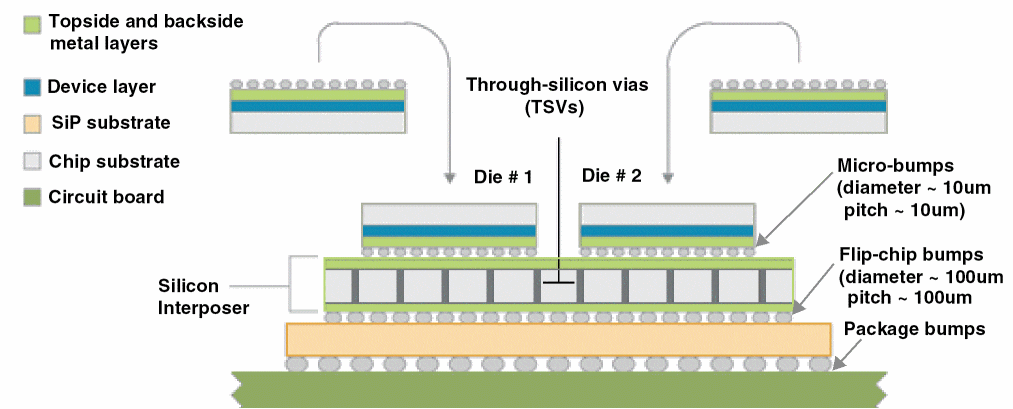 Topside and backside
metal layers
Device layer
SiP substrate
Chip substrate
Circuit board
Through-silicon vias
(TSVs)
Die # 1
Die # 2
Micro-bumps
(diameter ~ 10um
pitch ~ 10um)
Silicon
Interposer
Flip-chip bumps
(diameter ~ 100um
pitch ~ 100um
Package bumps